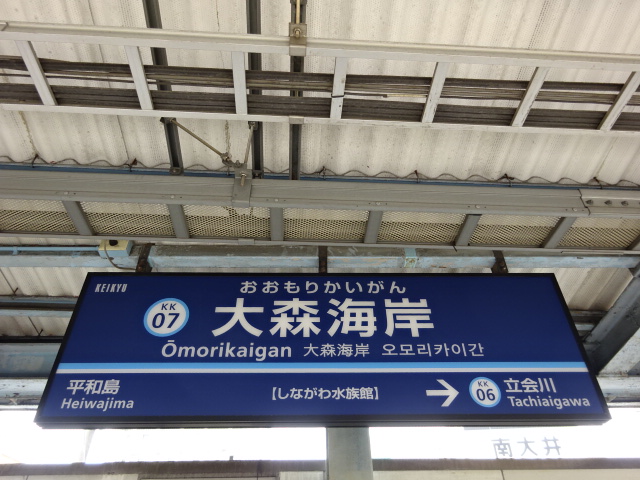 おおもりかいがん
KEIKYU
KK 07 大森海岸
Ōmorikaigan 大森海岸 오모리카이간
平和島 【しながわ水族館】 → KK 06 立会川
Heiwajima Tachiaigawa
南大井